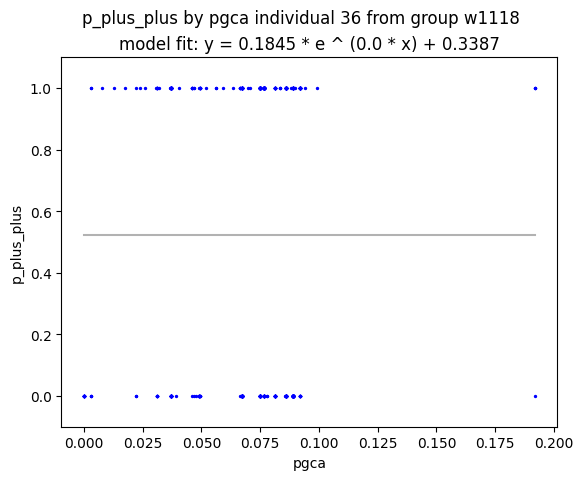 p_plus_plus by pgca individual 36 from group w1118
model fit: y = 0.1845 * e ^ (0.0 * x) + 0.3387
1.0
0.8
0.6
0.4
0.2
0.0
p_plus_plus
0.000 0.025 0.050 0.075 0.100 0.125 0.150 0.175 0.200
pgca